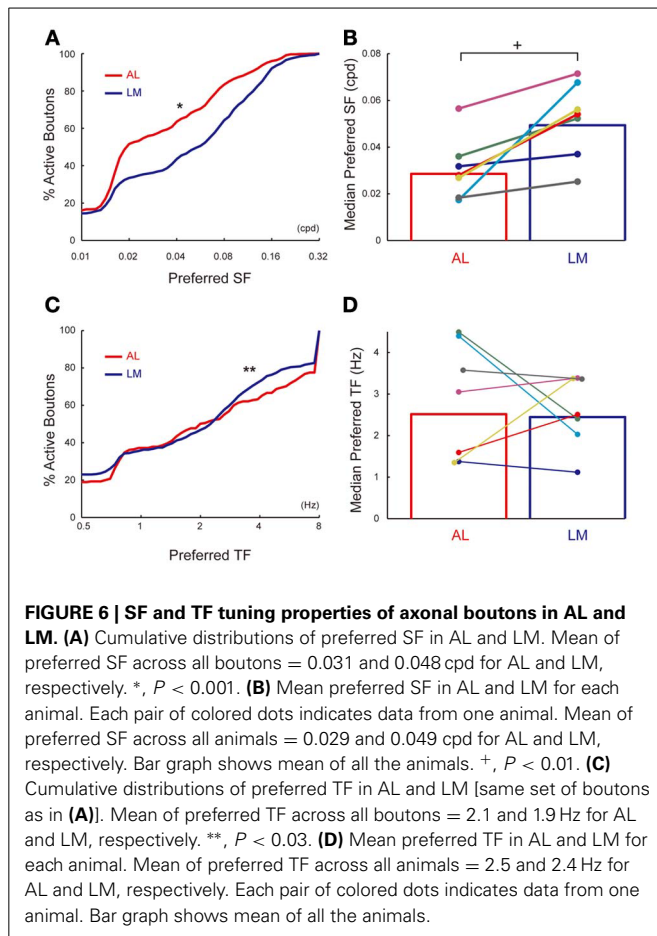 A
100
80
60
40
20
0
% Active Boutons
AL
LM
*
(cpd)
0.01 0.02 0.04 0.08 0.16 0.32
Preferred SF
B
0.08
0.06
0.04
0.02
0
Median Preferred SF (cpd)
+
AL LM
C
100
80
60
40
20
0
% Active Boutons
AL
LM
**
(Hz)
0.5 1 2 4 8
Preferred TF
D
4
3
2
1
0
Median Preferred TF (Hz)
AL LM
FIGURE 6 | SF and TF tuning properties of axonal boutons in AL and
LM. (A) Cumulative distributions of preferred SF in AL and LM. Mean of
preferred SF across all boutons = 0.031 and 0.048 cpd for AL and LM,
respectively. *, P < 0.001. (B) Mean preferred SF in AL and LM for each
animal. Each pair of colored dots indicates data from one animal. Mean of
preferred SF across all animals = 0.029 and 0.049 cpd for AL and LM,
respectively. Bar graph shows mean of all the animals. +, P < 0.01. (C)
Cumulative distributions of preferred TF in AL and LM [same set of boutons
as in (A)]. Mean of preferred TF across all boutons = 2.1 and 1.9 Hz for AL
and LM, respectively. **, P < 0.03. (D) Mean preferred TF in AL and LM for
each animal. Mean of preferred TF across all animals = 2.5 and 2.4 Hz for
AL and LM, respectively. Each pair of colored dots indicates data from one
animal. Bar graph shows mean of all the animals.